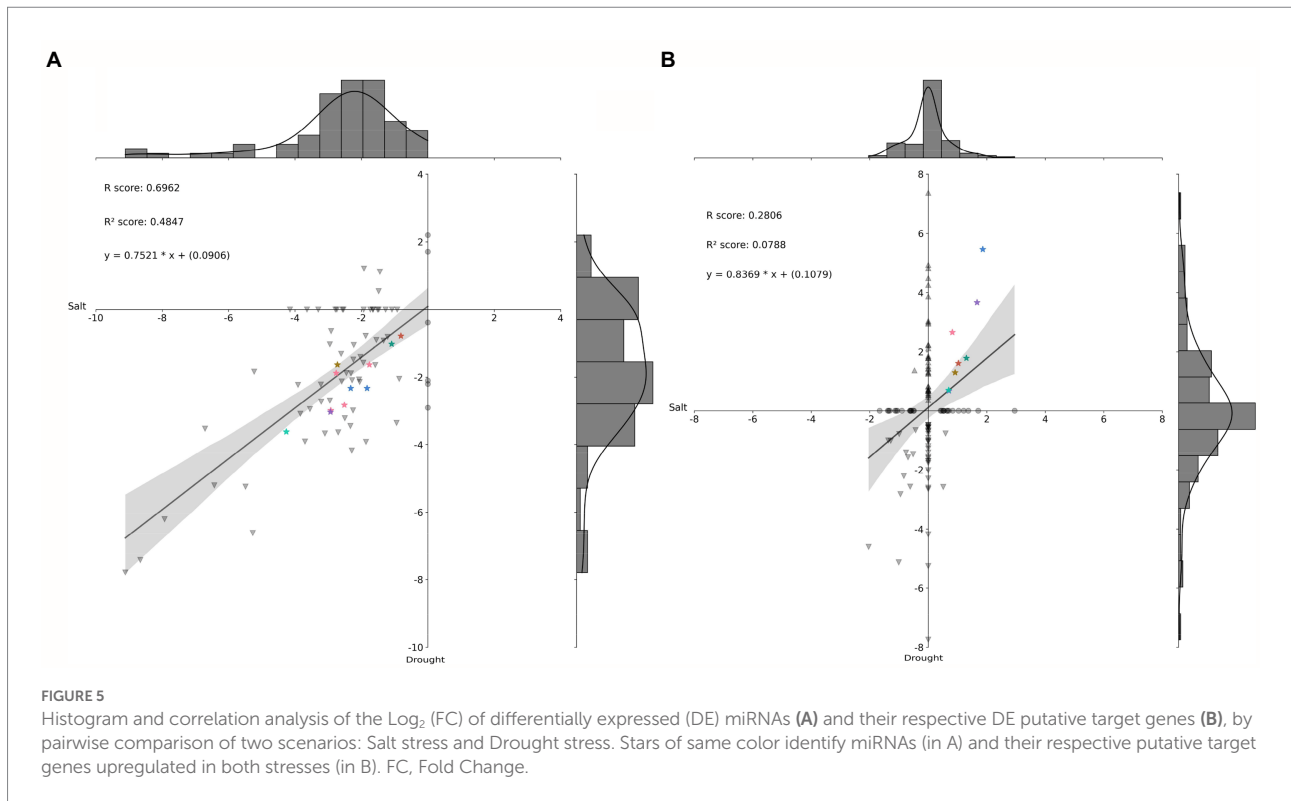 A
B
R score: 0.6962
R² score: 0.4847
y = 0.7521 * x + (0.0906)
Salt
-10 -8 -6 -4 -2 2 4
4
2
-2
-4
-6
-8
-10
Drought
R score: 0.2806
R² score: 0.0788
y = 0.8369 * x + (0.1079)
Salt
-8 -6 -4 -2 2 4 6 8
8
6
4
2
-2
-4
-6
-8
Drought
FIGURE 5
Histogram and correlation analysis of the Log₂ (FC) of differentially expressed (DE) miRNAs (A) and their respective DE putative target genes (B), by
pairwise comparison of two scenarios: Salt stress and Drought stress. Stars of same color identify miRNAs (in A) and their respective putative target
genes upregulated in both stresses (in B). FC, Fold Change.